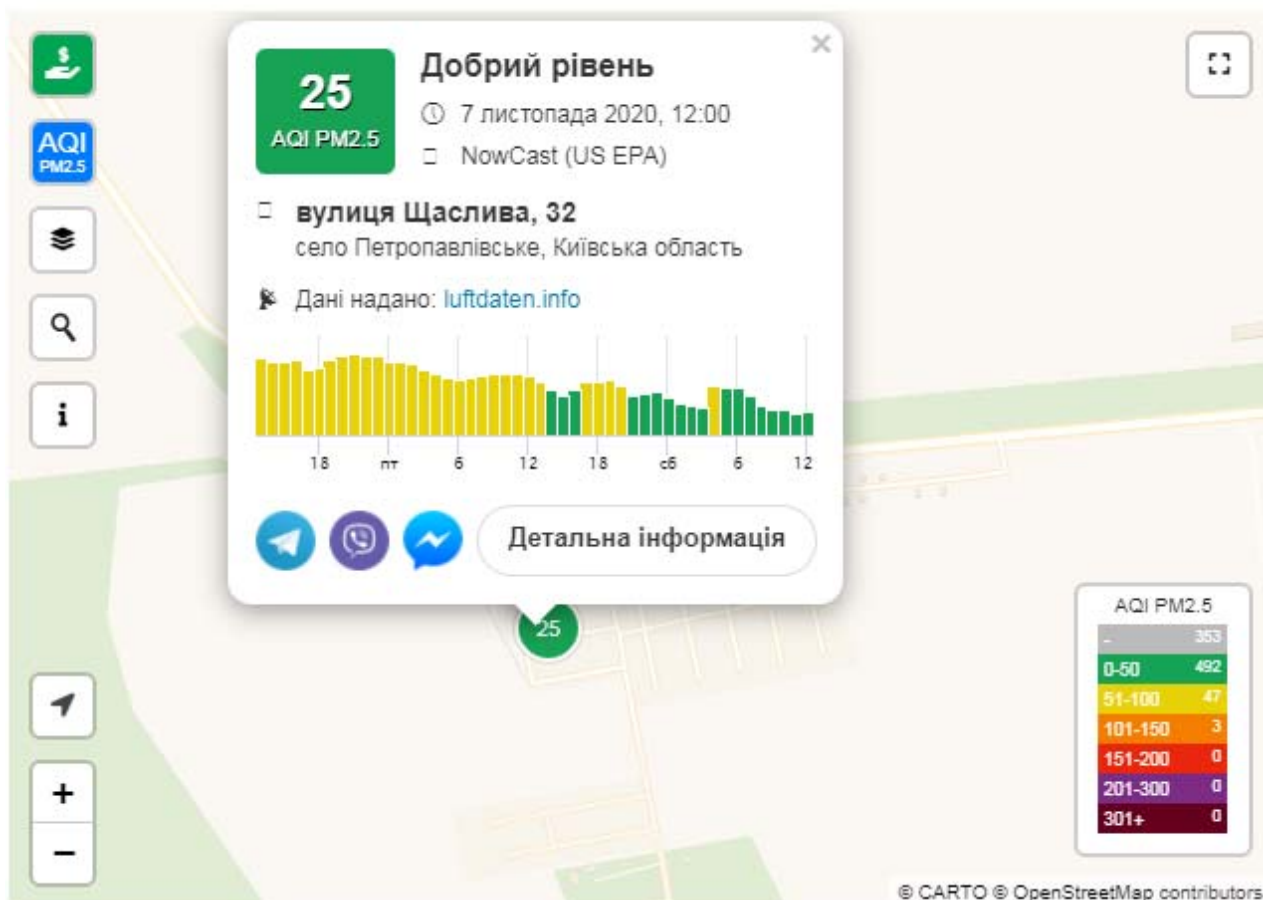 $
AQI
PM2.5
i
+
−
×
25
AQI PM2.5
Добрий рівень
7 листопада 2020, 12:00
NowCast (US EPA)
вулиця Щаслива, 32
село Петропавлівське, Київська область
Дані надано: luftdaten.info
18 пт 6 12 18 сб 6 12
Детальна інформація
25
AQI PM2.5
- 353
0-50 492
51-100 47
101-150 3
151-200 0
201-300 0
301+ 0
© CARTO © OpenStreetMap contributors